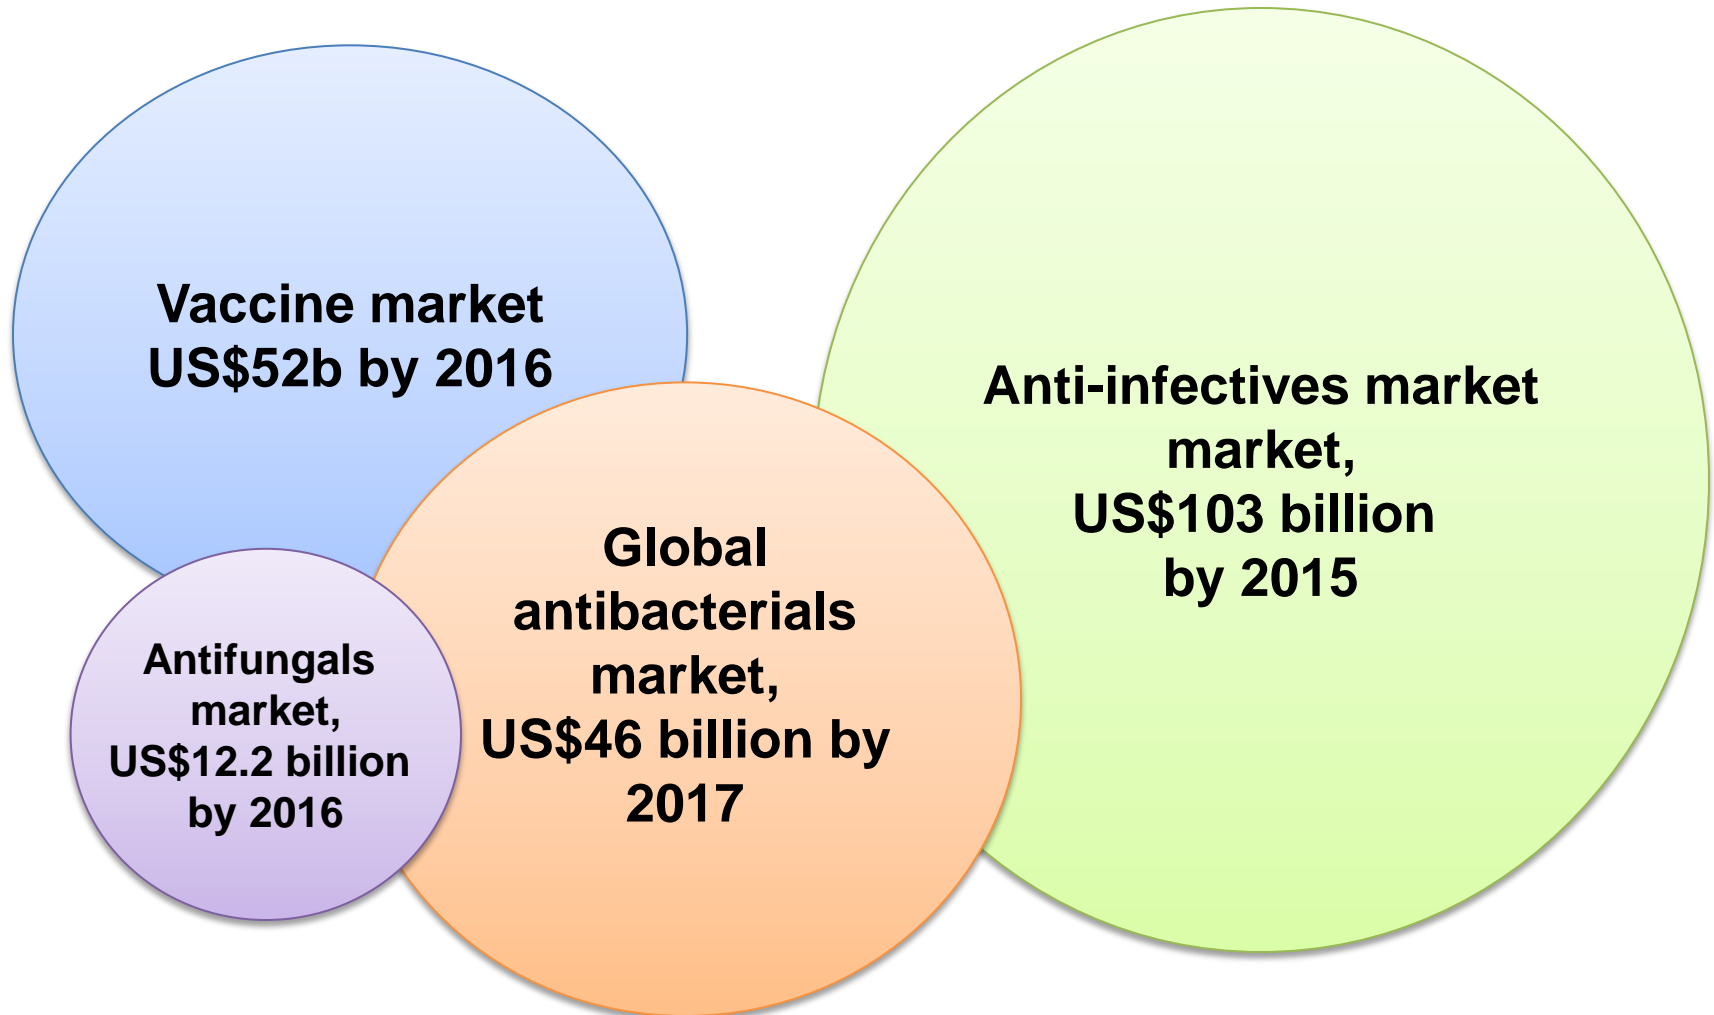 Vaccine market
US$52b by 2016
Anti-infectives market
market,
US$103 billion
by 2015
Global
antibacterials
market,
US$46 billion by
2017
Antifungals
market,
US$12.2 billion
by 2016